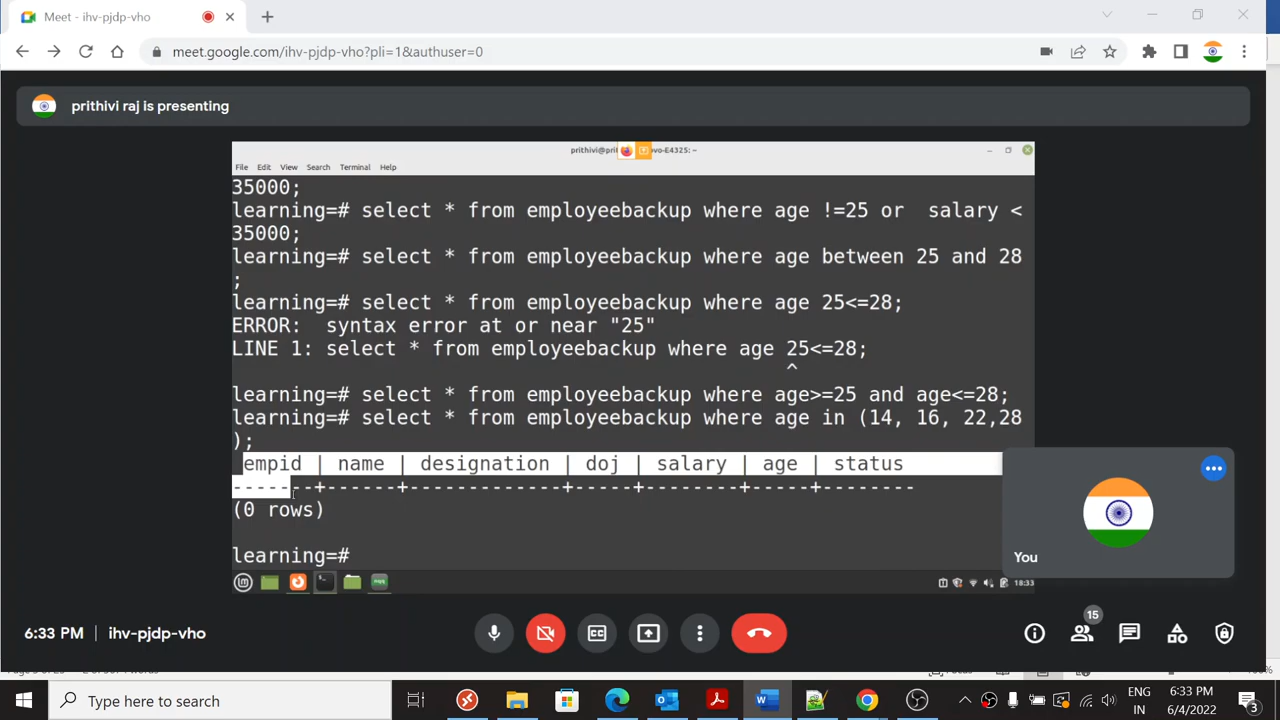 Meet - ihv-pjdp-vho
meet.google.com/ihv-pjdp-vho?pli=1&authuser=0
prithivi raj is presenting
File Edit View Search Terminal Help
35000;
learning=# select * from employeebackup where age !=25 or  salary <
35000;
learning=# select * from employeebackup where age between 25 and 28
;
learning=# select * from employeebackup where age 25<=28;
ERROR:  syntax error at or near "25"
LINE 1: select * from employeebackup where age 25<=28;
^
learning=# select * from employeebackup where age>=25 and age<=28;
learning=# select * from employeebackup where age in (14, 16, 22,28
);
empid | name | designation | doj | salary | age | status
-------+------+-------------+-----+--------+-----+--------
(0 rows)
learning=#
You
18:33
6:33 PM | ihv-pjdp-vho
15
Type here to search
ENG
IN
6:33 PM
6/4/2022
3